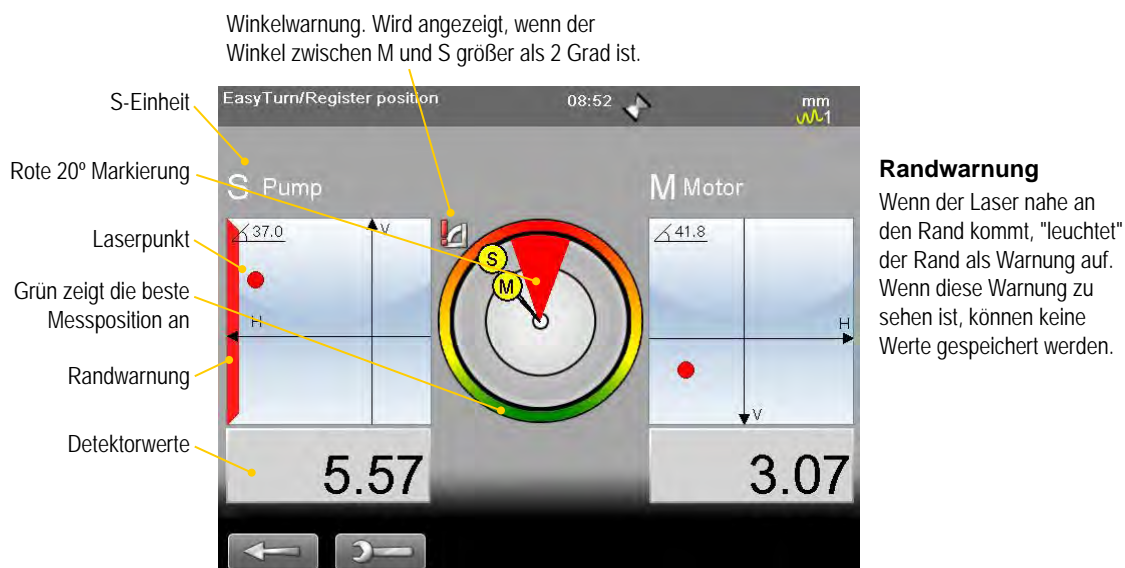 Winkelwarnung. Wird angezeigt, wenn der
Winkel zwischen M und S größer als 2 Grad ist.
S-Einheit
Rote 20º Markierung
Laserpunkt
Grün zeigt die beste
Messposition an
Randwarnung
Detektorwerte
EasyTurn/Register position
08:52
mm
1
S Pump
37.0
V
H
S
M
M Motor
41.8
H
V
5.57
3.07
Randwarnung
Wenn der Laser nahe an
den Rand kommt, "leuchtet"
der Rand als Warnung auf.
Wenn diese Warnung zu
sehen ist, können keine
Werte gespeichert werden.